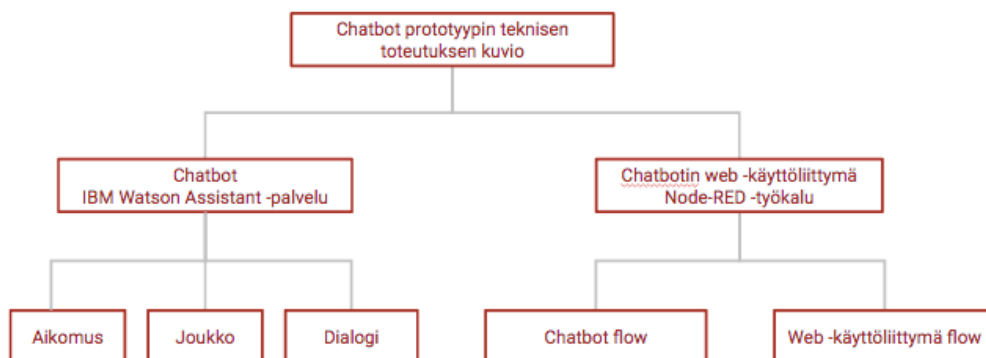 Chatbot prototyypin teknisen
toteutuksen kuvio
Chatbot
IBM Watson Assistant -palvelu
Chatbotin web -käyttöliittymä
Node-RED -työkalu
Aikomus
Joukko
Dialogi
Chatbot flow
Web -käyttöliittymä flow